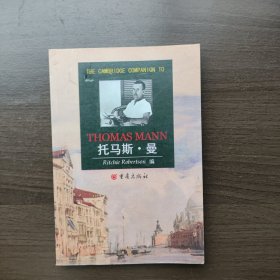 THE CAMBRIDGE COMPANION TO
THOMAS MANN
托马斯·曼
Ritchie Robertson 编
重庆出版社